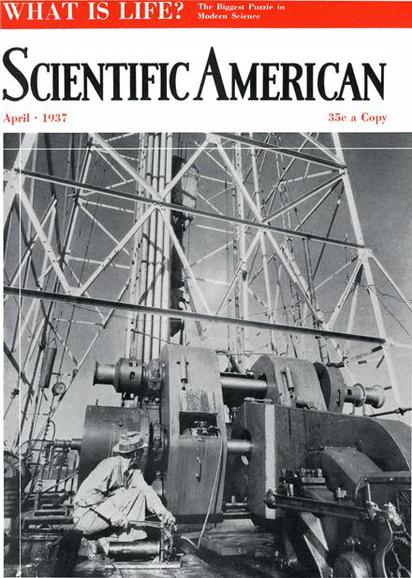 WHAT IS LIFE? The Biggest Puzzle in
Modern Science
SCIENTIFIC AMERICAN
April · 1937 35c a Copy